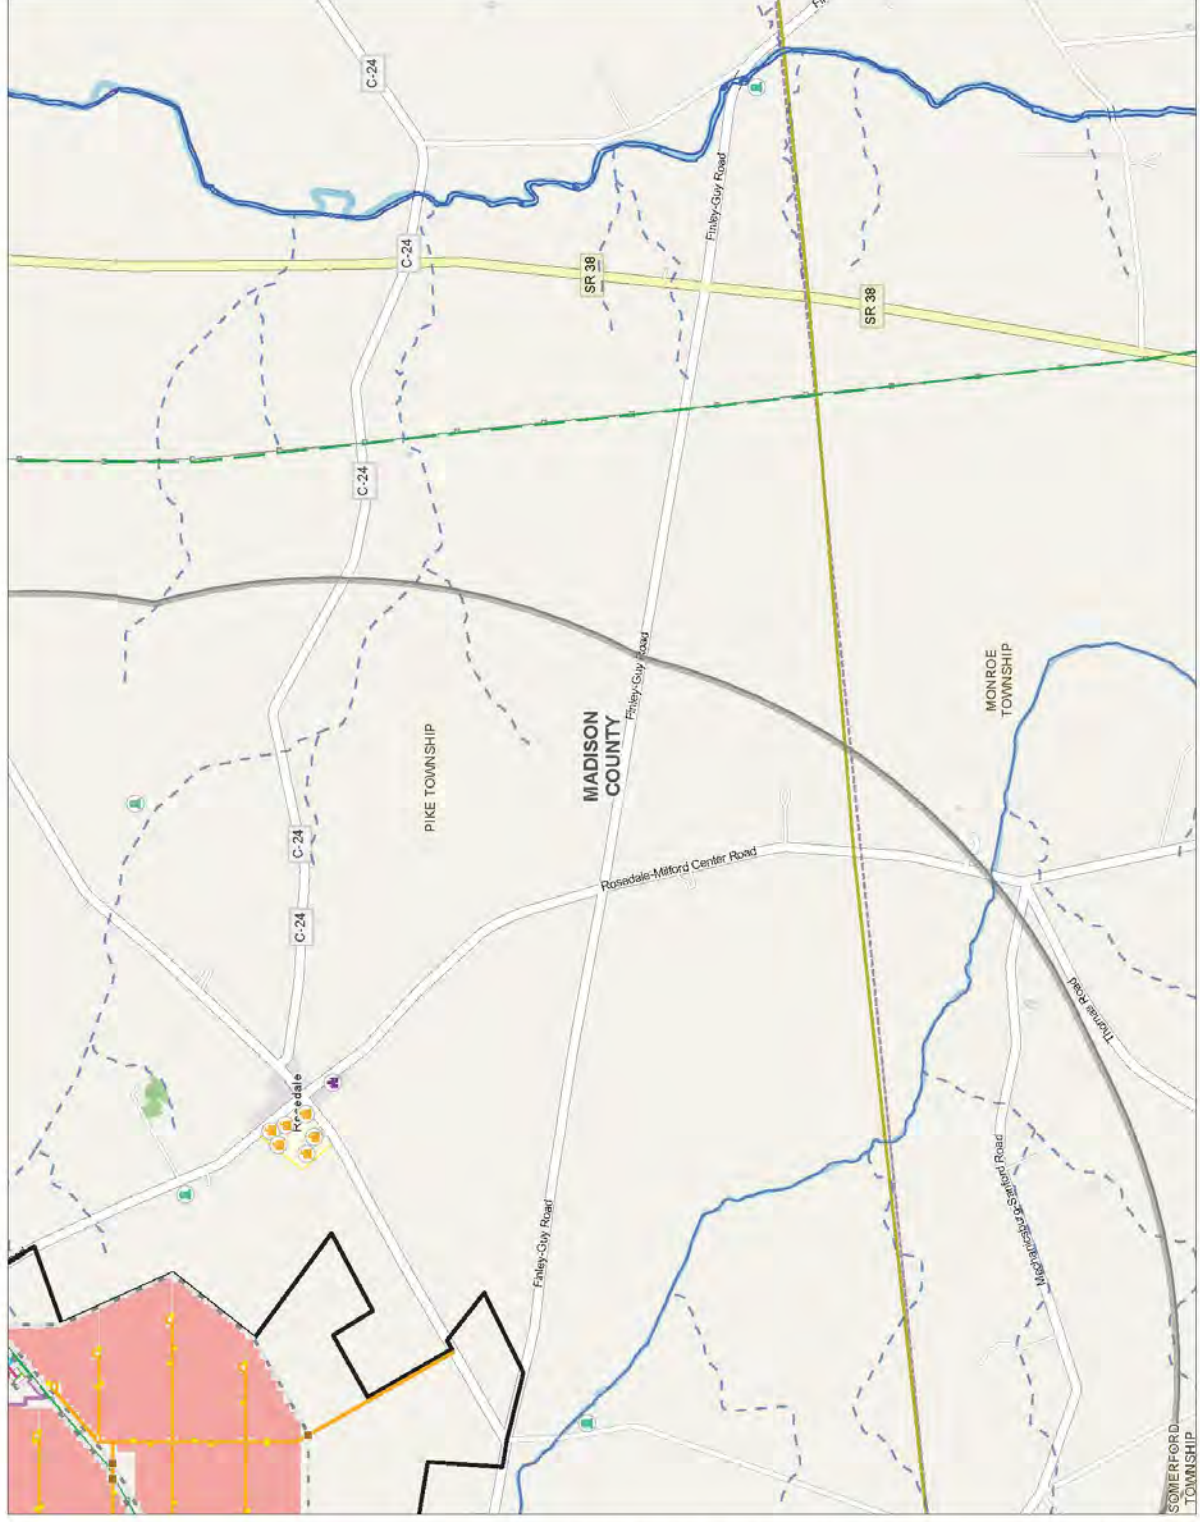 C-24
Finley-Guy Road
C-24
SR 38
SR 38
C-24
Finley-Guy Road
MONROE
TOWNSHIP
MADISON
COUNTY
PIKE TOWNSHIP
C-24
Rosedale-Milford Center Road
C-24
Thomas Road
Rosedale
Mechanicsburg-Sanford Road
Finley-Guy Road
SOMERFORD
TOWNSHIP